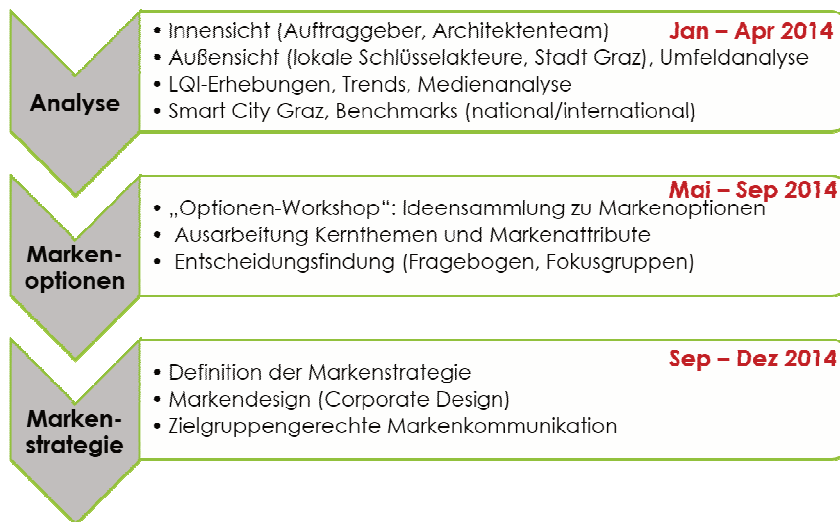 Analyse
Jan – Apr 2014
• Innensicht (Auftraggeber, Architektenteam)
• Außensicht (lokale Schlüsselakteure, Stadt Graz), Umfeldanalyse
• LQI-Erhebungen, Trends, Medienanalyse
• Smart City Graz, Benchmarks (national/international)
Marken-
optionen
Mai – Sep 2014
• „Optionen-Workshop“: Ideensammlung zu Markenoptionen
• Ausarbeitung Kernthemen und Markenattribute
• Entscheidungsfindung (Fragebogen, Fokusgruppen)
Marken-
strategie
Sep – Dez 2014
• Definition der Markenstrategie
• Markendesign (Corporate Design)
• Zielgruppengerechte Markenkommunikation